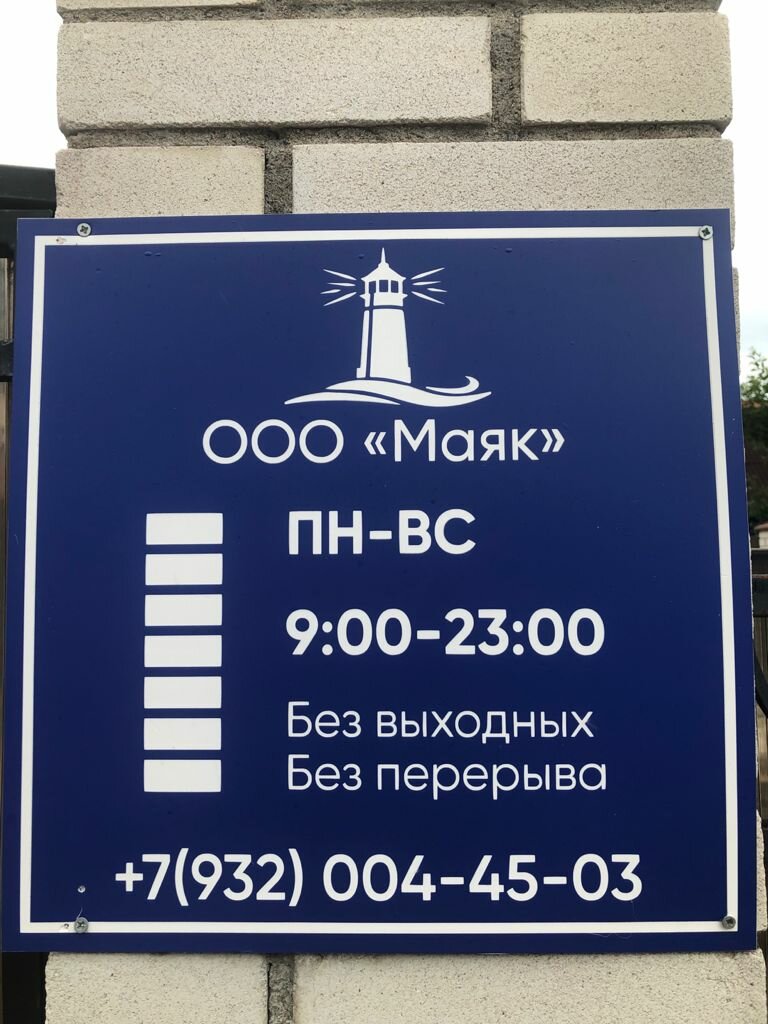 ООО «Маяк»
ПН-ВС
9:00-23:00
Без выходных
Без перерыва
+7(932) 004-45-03